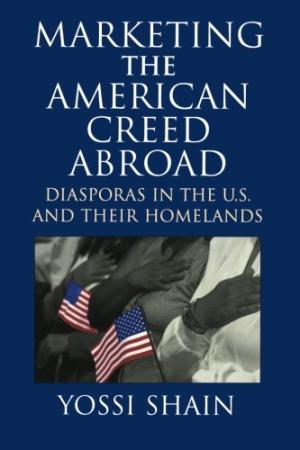 MARKETING
THE
AMERICAN
CREED
ABROAD
DIASPORAS IN THE U.S.
AND THEIR HOMELANDS
YOSSI SHAIN